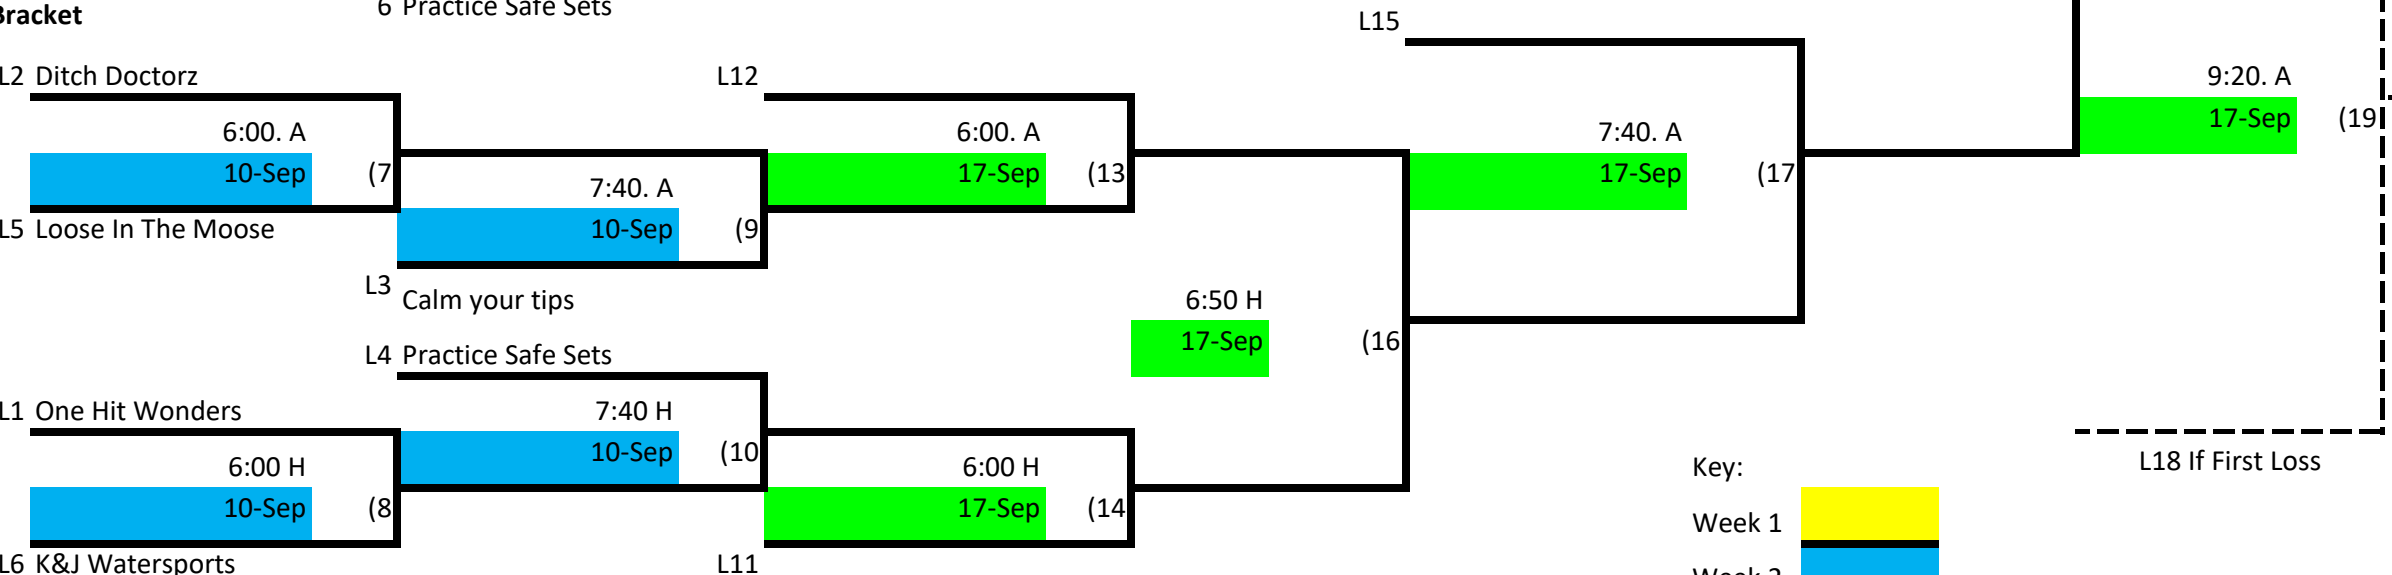 Bracket
6 Practice Safe Sets
L15
L2 Ditch Doctorz
L12
9:20. A
6:00. A
6:00. A
7:40. A
17-Sep (19
10-Sep (7
17-Sep (13
17-Sep (17
7:40. A
L5 Loose In The Moose
10-Sep (9
L3
Calm your tips
6:50 H
17-Sep (16
L4 Practice Safe Sets
L1 One Hit Wonders
7:40 H
10-Sep (10
6:00 H
6:00 H
Key:
L18 If First Loss
10-Sep (8
17-Sep (14
Week 1
L6 K&J Watersports
L11
Week 2